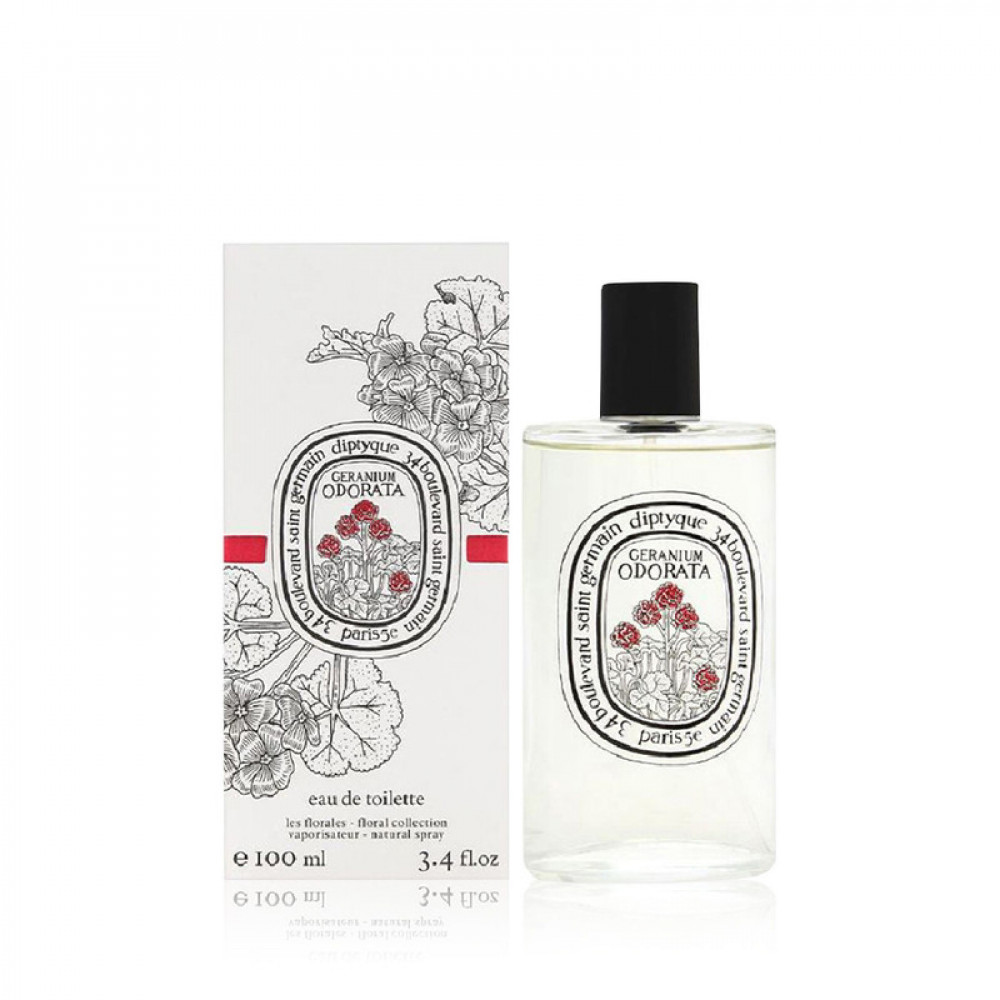 34 boulevard saint germain diptyque 34 boulevard saint germain
GERANIUM
ODORATA
paris 5e
eau de toilette
les florales - floral collection
vaporisateur - natural spray
e 100 ml 3.4 fl.oz
34 boulevard saint germain diptyque 34 boulevard saint germain
GERANIUM
ODORATA
paris 5e